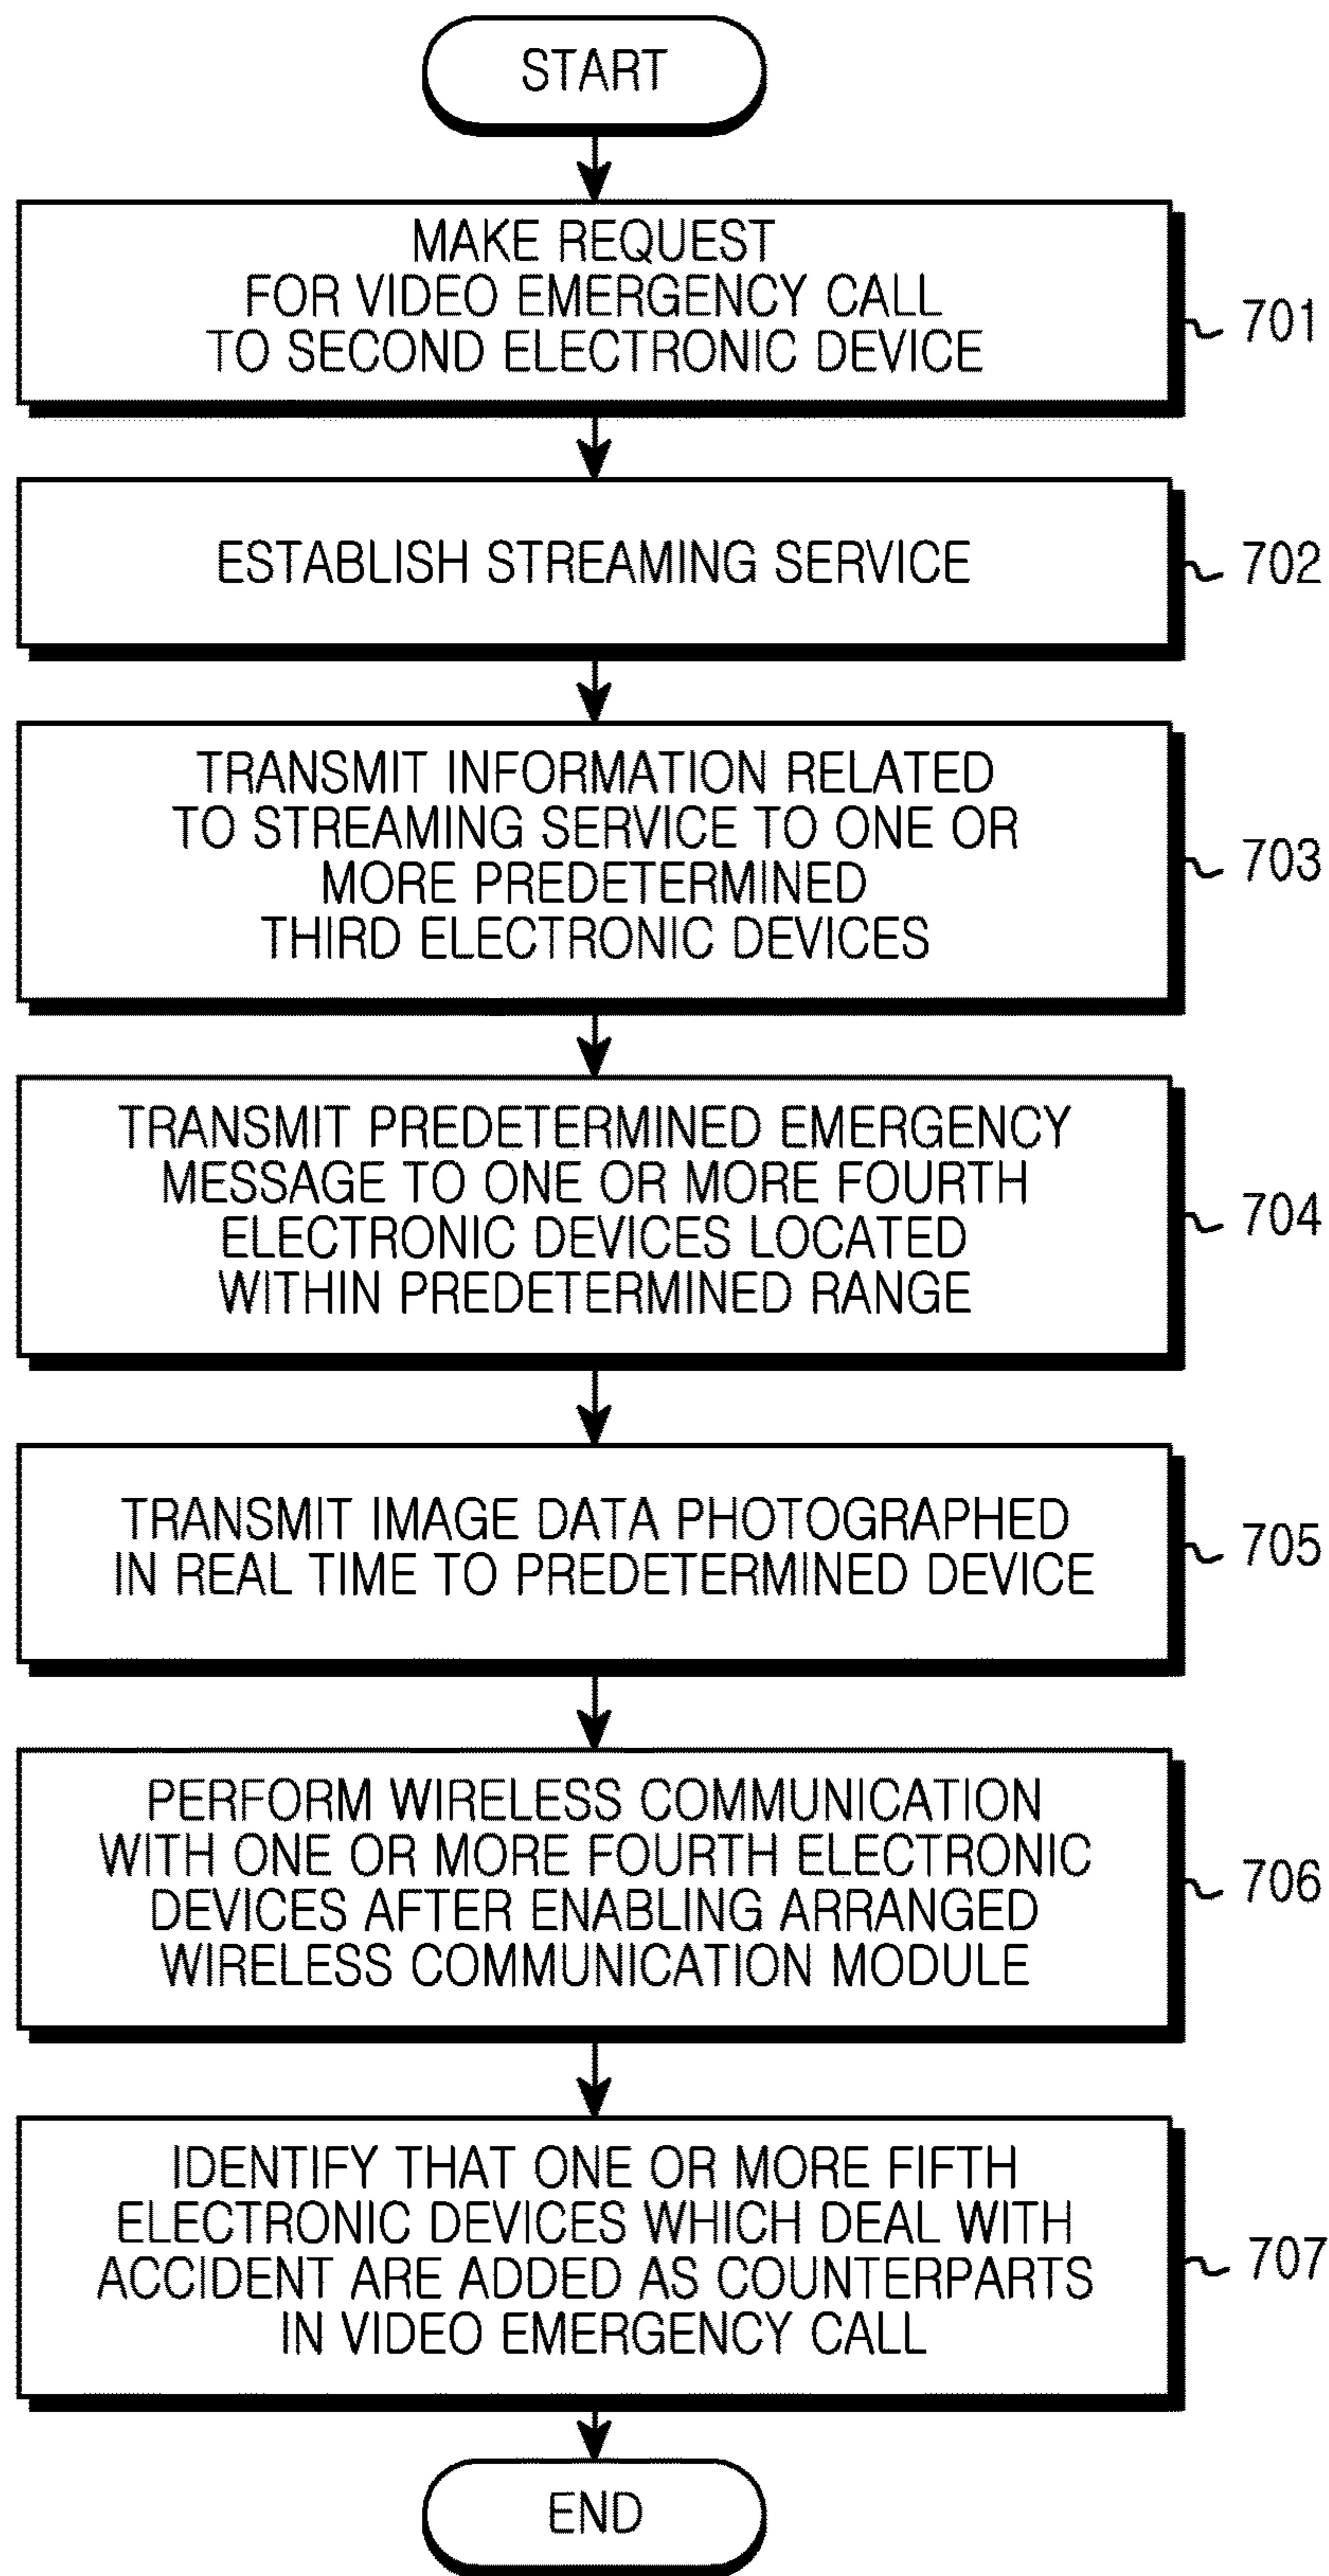 START
MAKE REQUEST
FOR VIDEO EMERGENCY CALL
TO SECOND ELECTRONIC DEVICE
701
ESTABLISH STREAMING SERVICE
702
TRANSMIT INFORMATION RELATED
TO STREAMING SERVICE TO ONE OR
MORE PREDETERMINED
THIRD ELECTRONIC DEVICES
703
TRANSMIT PREDETERMINED EMERGENCY
MESSAGE TO ONE OR MORE FOURTH
ELECTRONIC DEVICES LOCATED
WITHIN PREDETERMINED RANGE
704
TRANSMIT IMAGE DATA PHOTOGRAPHED
IN REAL TIME TO PREDETERMINED DEVICE
705
PERFORM WIRELESS COMMUNICATION
WITH ONE OR MORE FOURTH ELECTRONIC
DEVICES AFTER ENABLING ARRANGED
WIRELESS COMMUNICATION MODULE
706
IDENTIFY THAT ONE OR MORE FIFTH
ELECTRONIC DEVICES WHICH DEAL WITH
ACCIDENT ARE ADDED AS COUNTERPARTS
IN VIDEO EMERGENCY CALL
707
END